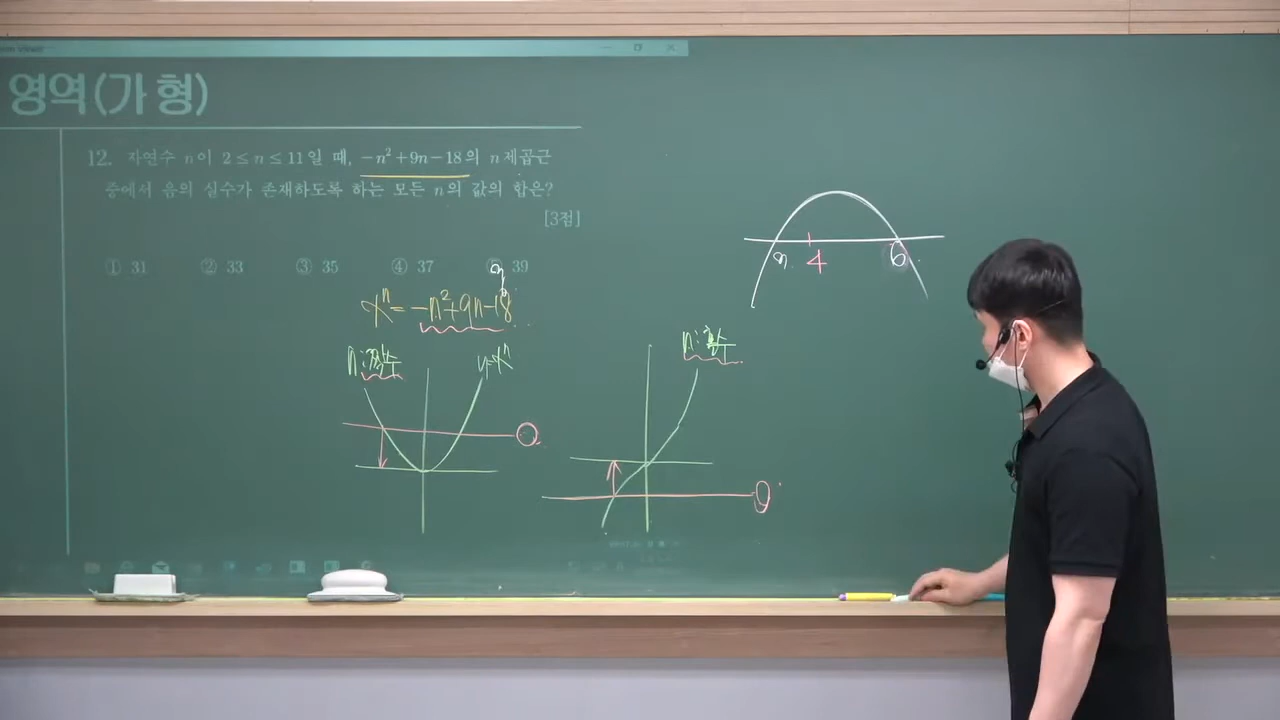 영역(가 형)
12. 자연수 n이 2≤n≤11일 때, -n²+9n-18의 n제곱근
중에서 음의 실수가 존재하도록 하는 모든 n의 값의 합은?
[3점]
① 31 ② 33 ③ 35 ④ 37 ⑤ 39
xⁿ=-n²+9n-18
n:짝수
y=xⁿ
n:홀수
4
6